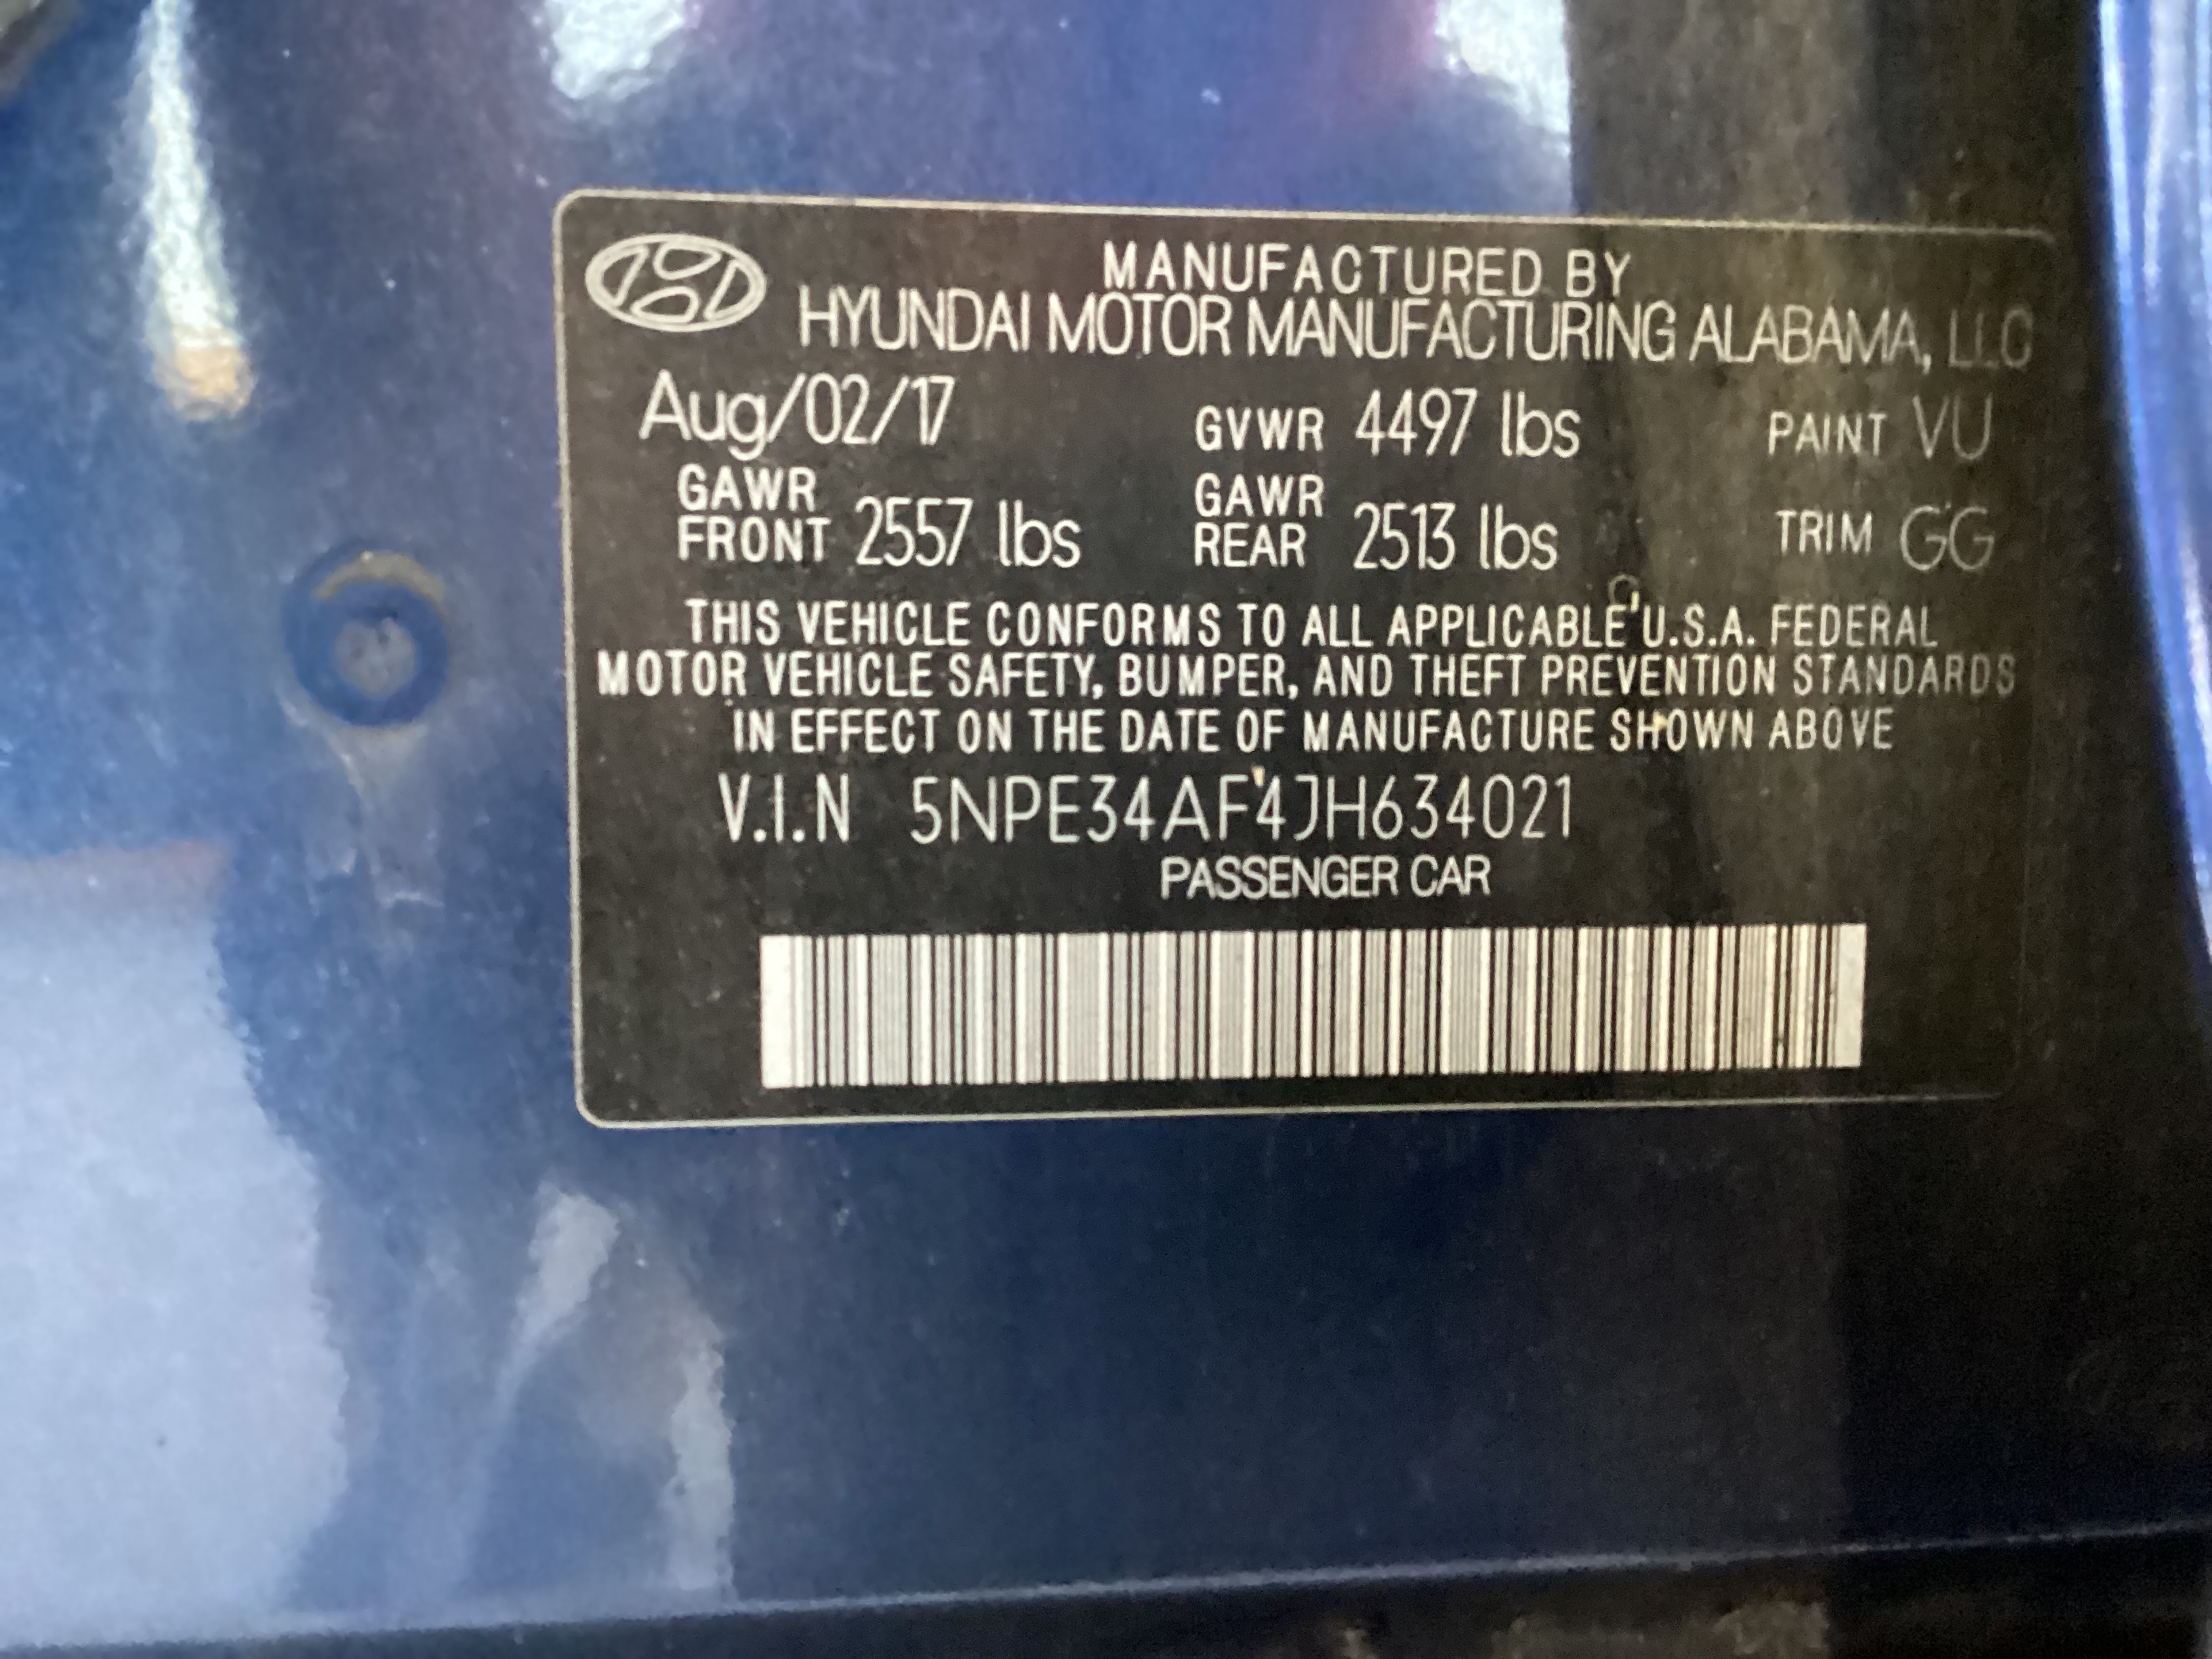 MANUFACTURED BY
HYUNDAI MOTOR MANUFACTURING ALABAMA, LLC
Aug/02/17 GVWR 4497 lbs PAINT VU
GAWR FRONT 2557 lbs GAWR REAR 2513 lbs TRIM GG
THIS VEHICLE CONFORMS TO ALL APPLICABLE U.S.A. FEDERAL
MOTOR VEHICLE SAFETY, BUMPER, AND THEFT PREVENTION STANDARDS
IN EFFECT ON THE DATE OF MANUFACTURE SHOWN ABOVE
V.I.N 5NPE34AF4JH634021
PASSENGER CAR